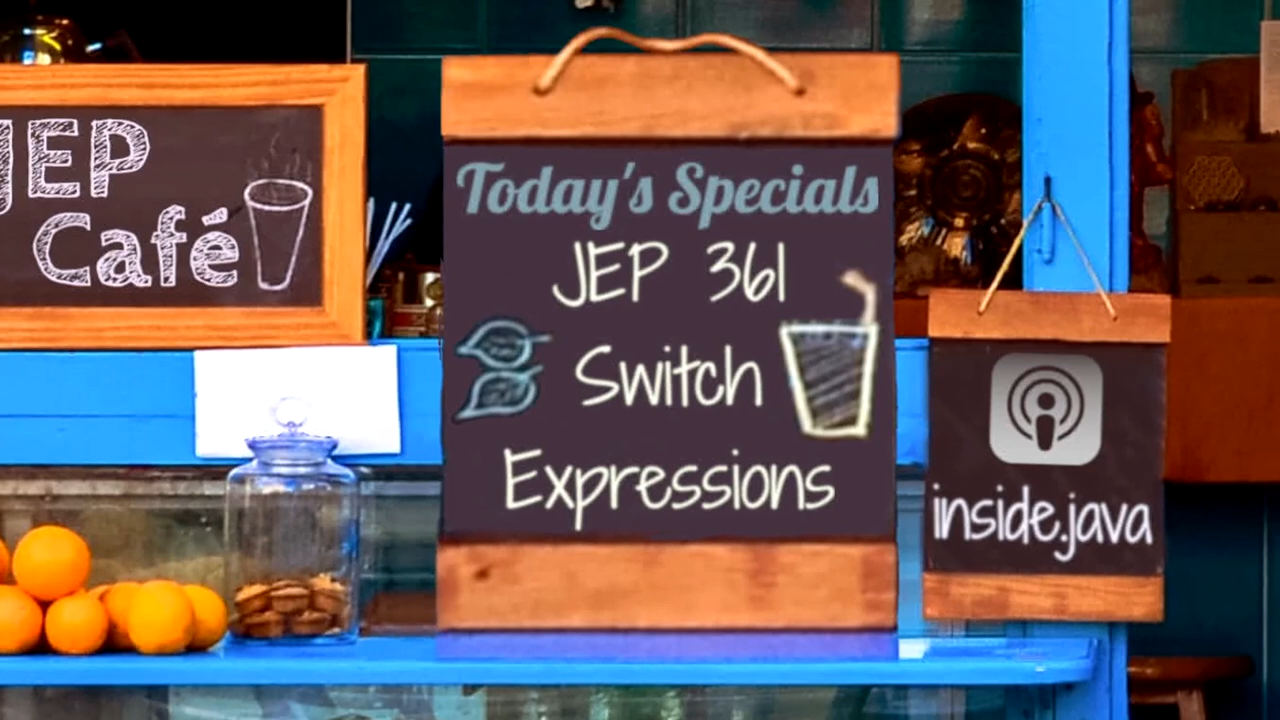 JEP
Café
Today's Specials
JEP 361
Switch
Expressions
inside.java